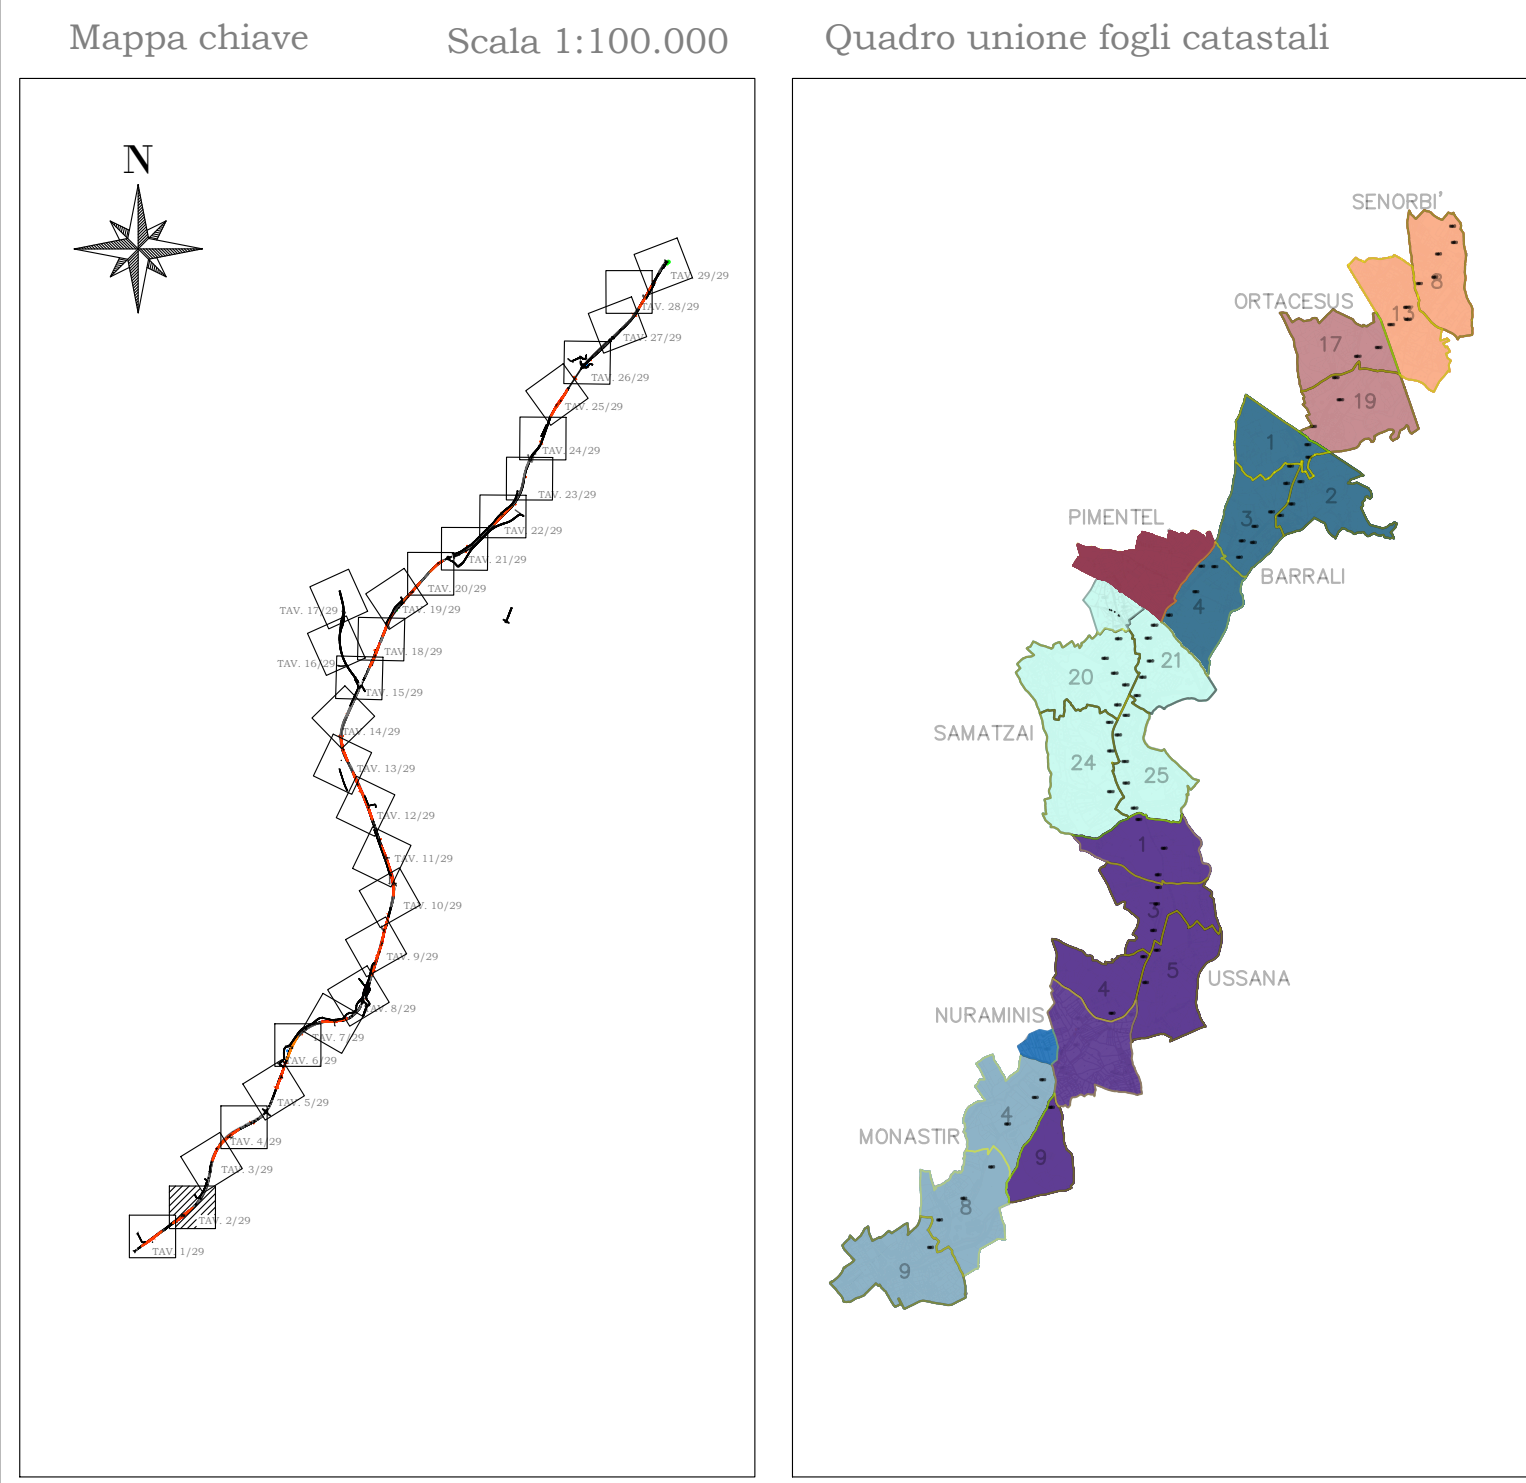 Mappa chiave
Scala 1:100.000
Quadro unione fogli catastali
N
TAV. 29/29
TAV. 28/29
TAV. 27/29
TAV. 26/29
TAV. 25/29
TAV. 24/29
TAV. 23/29
TAV. 22/29
TAV. 21/29
TAV. 20/29
TAV. 19/29
TAV. 17/29
TAV. 18/29
TAV. 16/29
TAV. 15/29
TAV. 14/29
TAV. 13/29
TAV. 12/29
TAV. 11/29
TAV. 10/29
TAV. 9/29
TAV. 8/29
TAV. 7/29
TAV. 6/29
TAV. 5/29
TAV. 4/29
TAV. 3/29
TAV. 2/29
TAV. 1/29
SENORBI'
8
ORTACESUS
13
17
19
1
2
PIMENTEL
3
BARRALI
4
21
20
SAMATZAI
24
25
1
3
5
USSANA
4
NURAMINIS
4
MONASTIR
9
8
9